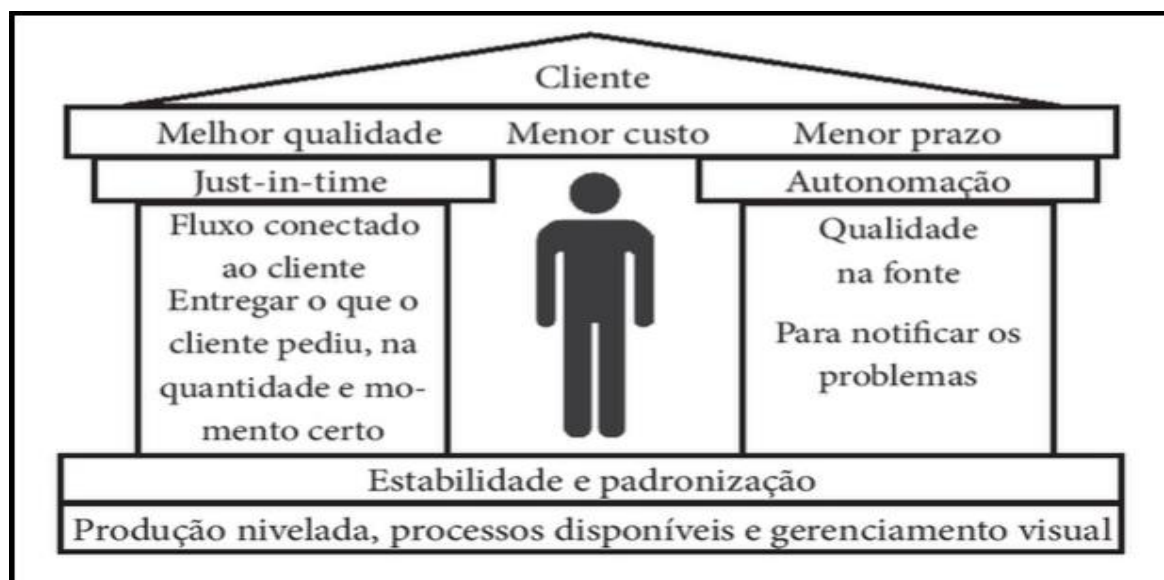 Cliente
Melhor qualidade Menor custo Menor prazo
Just-in-time
Fluxo conectado
ao cliente
Entregar o que o
cliente pediu, na
quantidade e mo-
mento certo
Autonomação
Qualidade
na fonte
Para notificar os
problemas
Estabilidade e padronização
Produção nivelada, processos disponíveis e gerenciamento visual